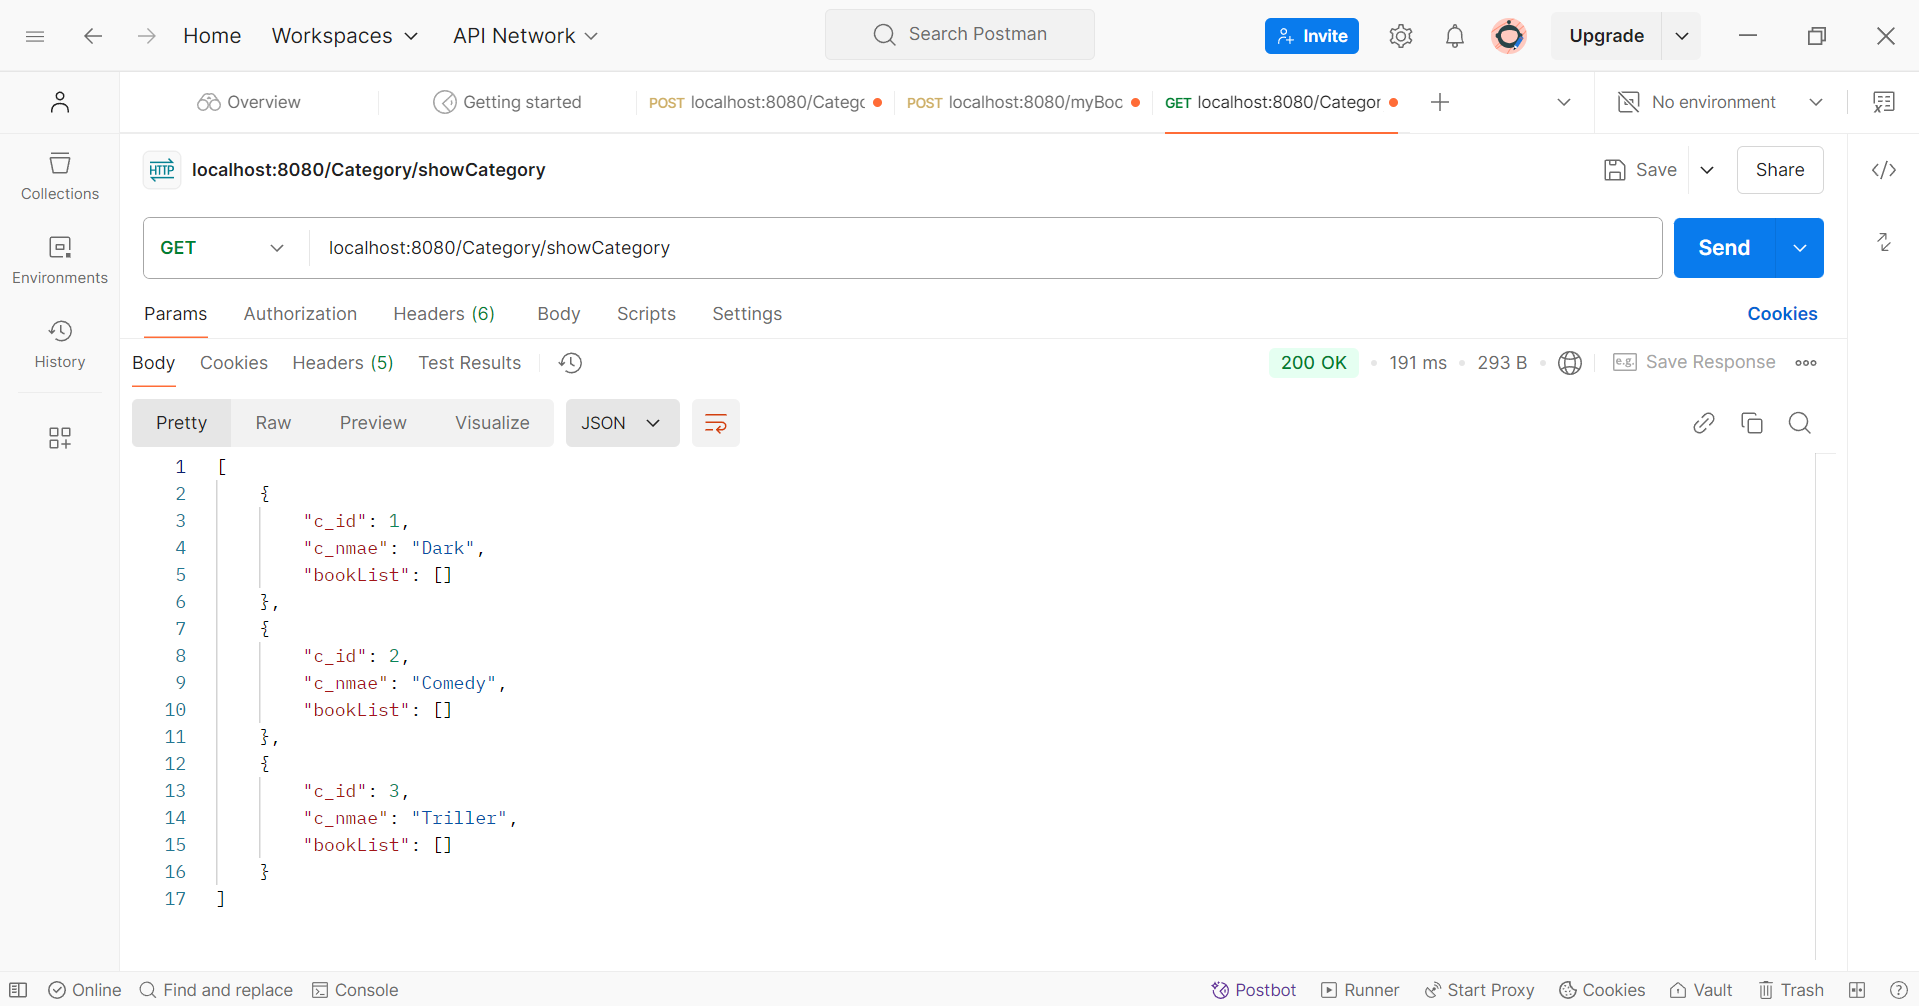 Home Workspaces API Network Search Postman Invite Upgrade
Overview Getting started POST localhost:8080/Catego POST localhost:8080/myBoc GET localhost:8080/Categor No environment
HTTP localhost:8080/Category/showCategory Save Share
GET localhost:8080/Category/showCategory Send
Params Authorization Headers (6) Body Scripts Settings Cookies
Body Cookies Headers (5) Test Results 200 OK 191 ms 293 B e.g. Save Response
Pretty Raw Preview Visualize JSON
Collections
Environments
History
1 [
2 {
3 "c_id": 1,
4 "c_nmae": "Dark",
5 "bookList": []
6 },
7 {
8 "c_id": 2,
9 "c_nmae": "Comedy",
10 "bookList": []
11 },
12 {
13 "c_id": 3,
14 "c_nmae": "Triller",
15 "bookList": []
16 }
17 ]
Online Find and replace Console Postbot Runner Start Proxy Cookies Vault Trash